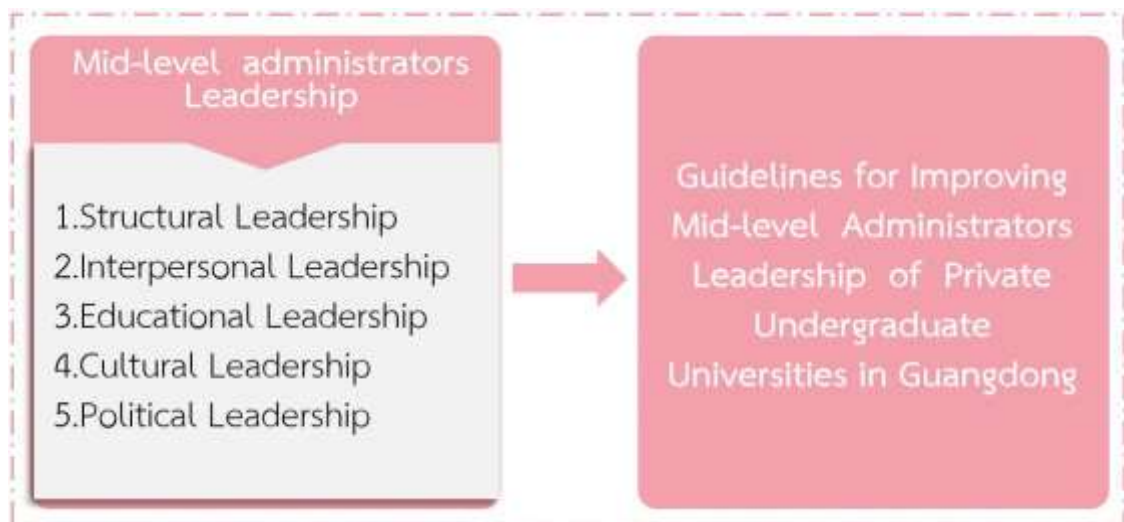 Mid-level administrators
Leadership
1.Structural Leadership
2.Interpersonal Leadership
3.Educational Leadership
4.Cultural Leadership
5.Political Leadership
Guidelines for Improving
Mid-level Administrators
Leadership of Private
Undergraduate
Universities in Guangdong